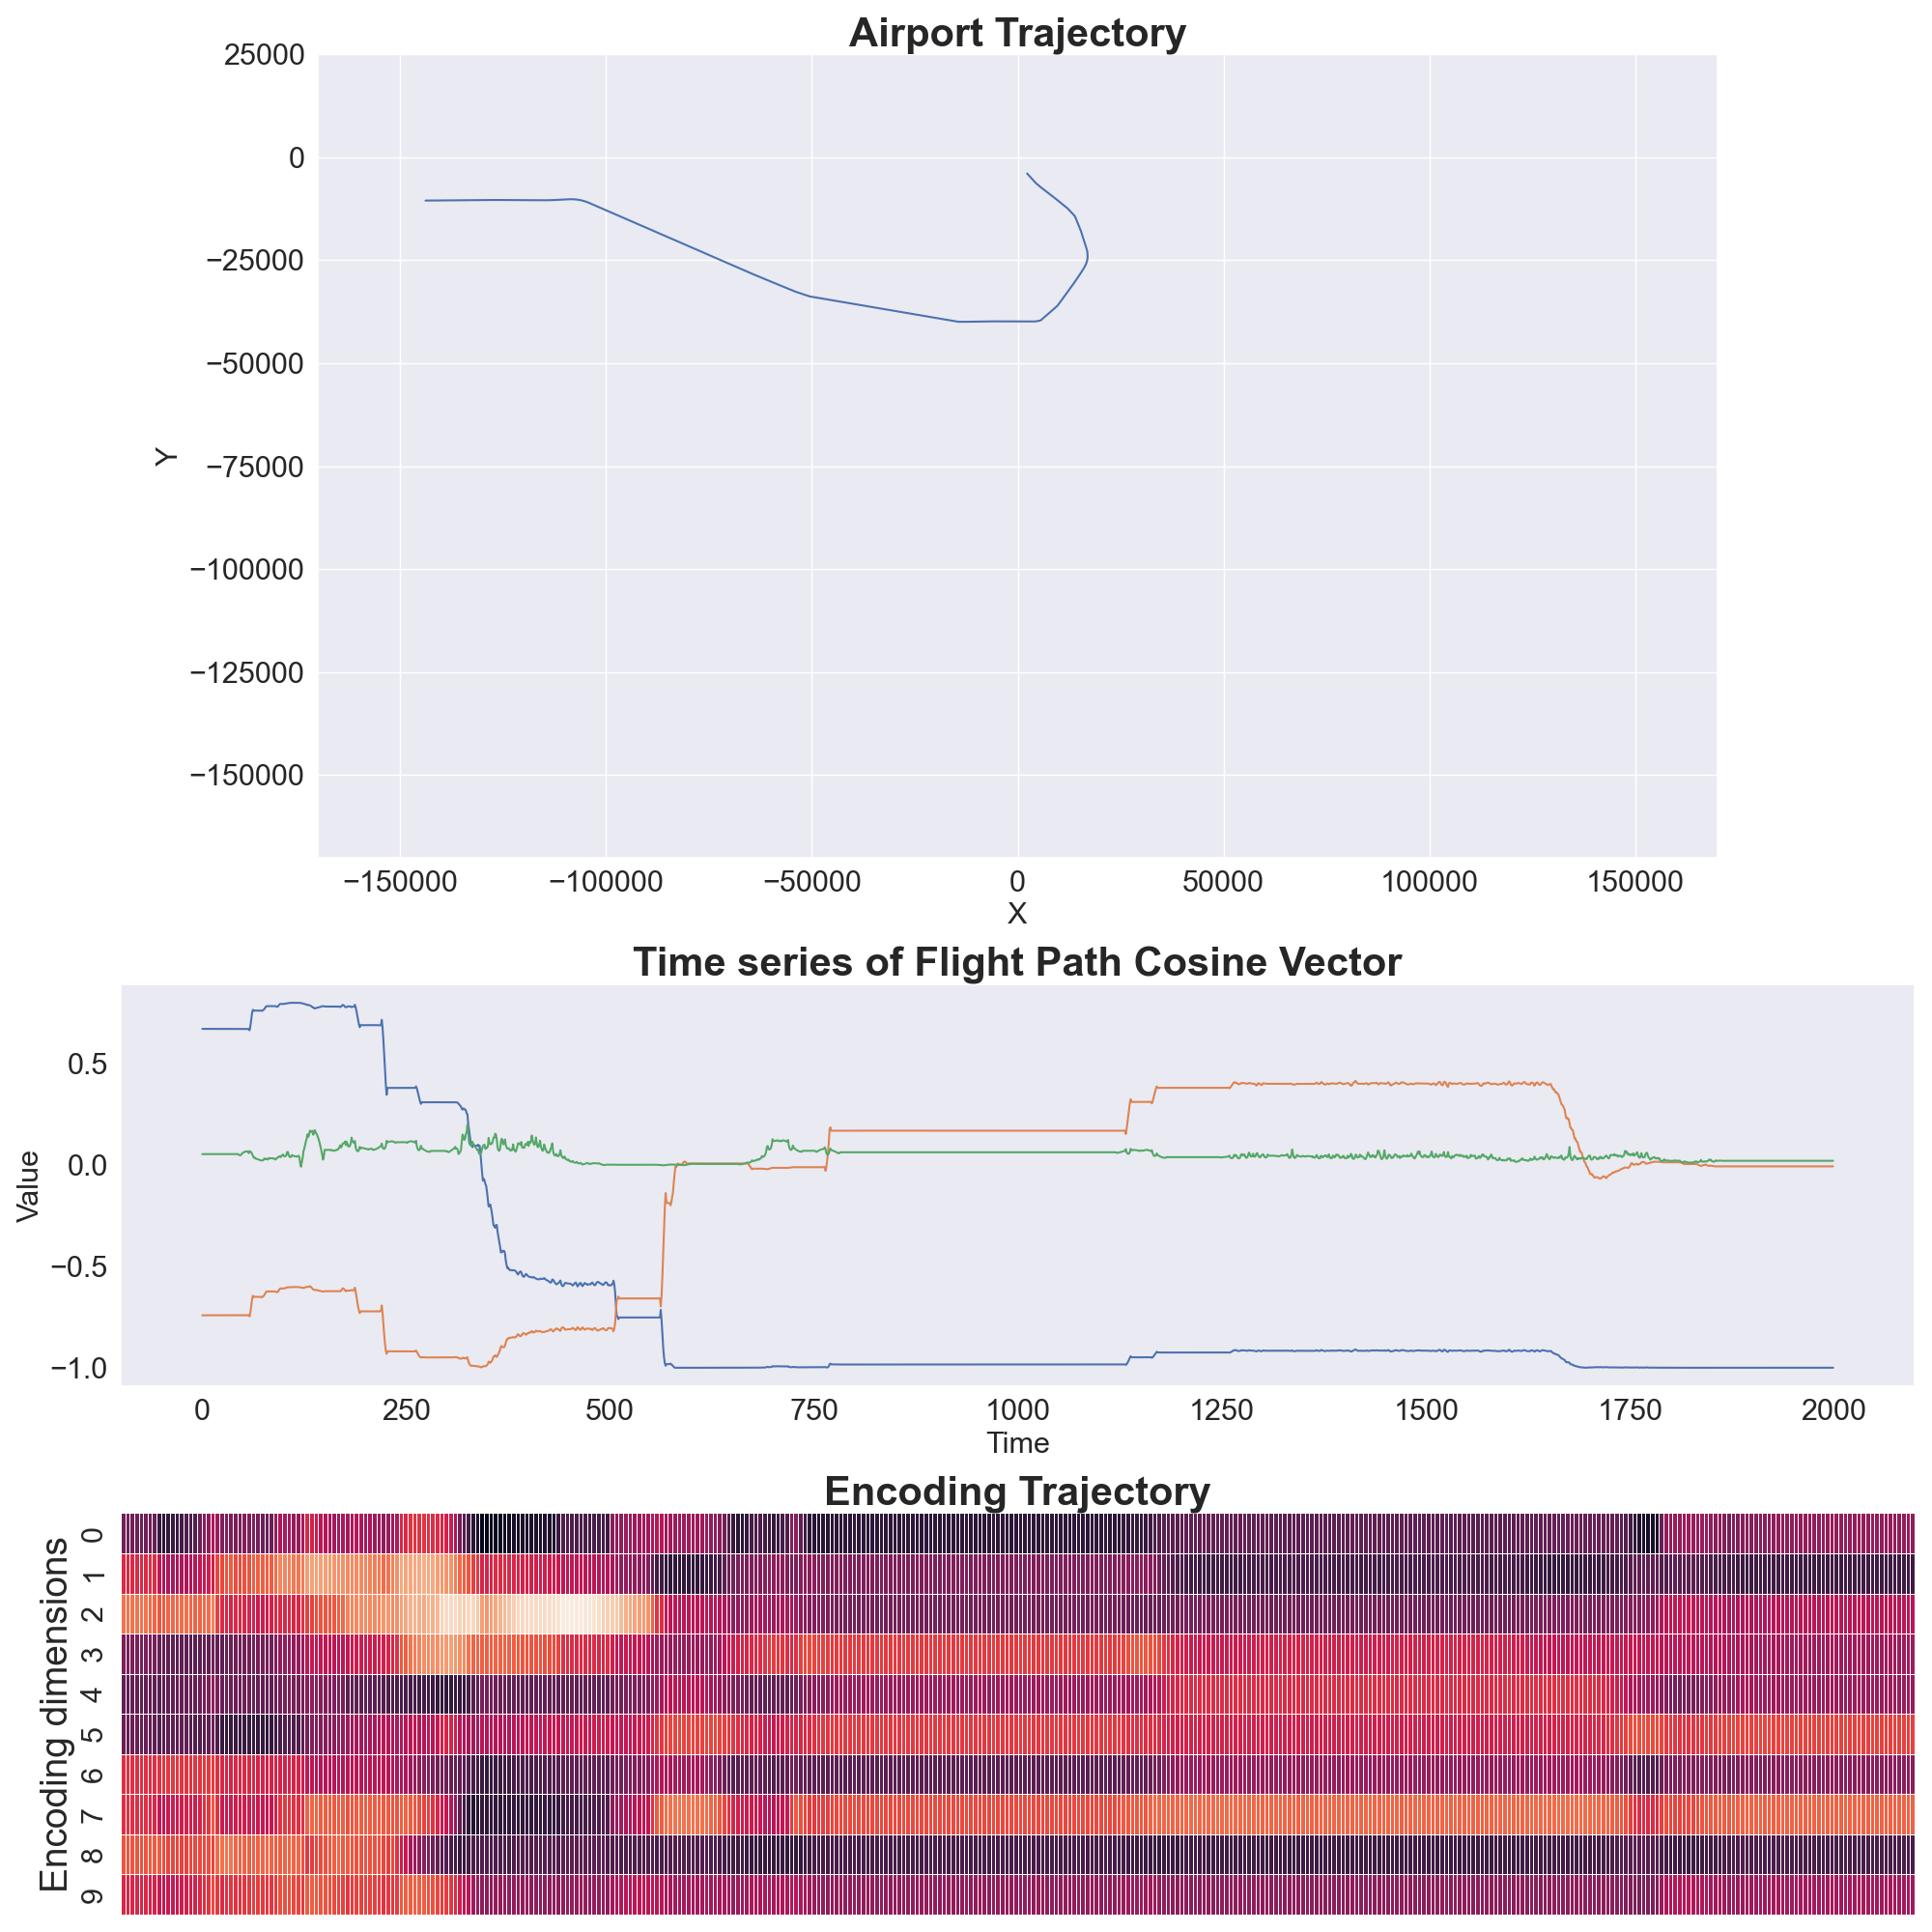 Airport Trajectory
25000
0
−25000
−50000
−75000
−100000
−125000
−150000
Y
−150000 −100000 −50000 0 50000 100000 150000
X
Time series of Flight Path Cosine Vector
0.5
0.0
−0.5
−1.0
Value
0 250 500 750 1000 1250 1500 1750 2000
Time
Encoding Trajectory
Encoding dimensions
0
1
2
3
4
5
6
7
8
9